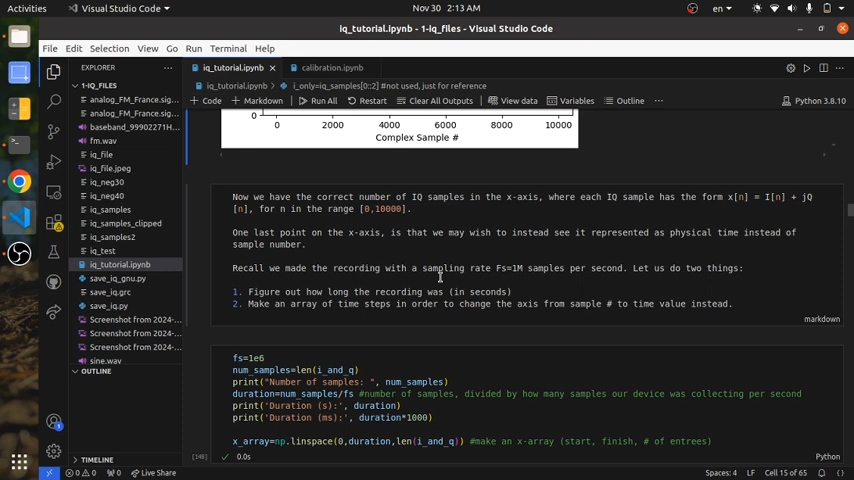 Activities
Visual Studio Code
Nov 30 2:13 AM
en
iq_tutorial.ipynb - 1-iq_files - Visual Studio Code
File Edit Selection View Go Run Terminal Help
EXPLORER
iq_tutorial.ipynb
calibration.ipynb
iq_tutorial.ipynb > i_only=iq_samples[0::2] #not used, just for reference
+ Code + Markdown Run All Restart Clear All Outputs View data Variables Outline ... Python 3.8.10
1-IQ_FILES
analog_FM_France.sig...
analog_FM_France.sig...
baseband_99902271H...
fm.wav
iq_file
iq_file.jpeg
iq_neg30
iq_neg40
iq_samples
iq_samples_clipped
iq_samples2
iq_test
iq_tutorial.ipynb
save_iq_gnu.py
save_iq.grc
save_iq.py
Screenshot from 2024-...
Screenshot from 2024-...
Screenshot from 2024-...
sine.wav
OUTLINE
TIMELINE
0
0 2000 4000 6000 8000 10000
Complex Sample #
Now we have the correct number of IQ samples in the x-axis, where each IQ sample has the form x[n] = I[n] + jQ
[n], for n in the range [0,10000].
One last point on the x-axis, is that we may wish to instead see it represented as physical time instead of
sample number.
Recall we made the recording with a sampling rate Fs=1M samples per second. Let us do two things:
1. Figure out how long the recording was (in seconds)
2. Make an array of time steps in order to change the axis from sample # to time value instead.
markdown
fs=1e6
num_samples=len(i_and_q)
print("Number of samples: ", num_samples)
duration=num_samples/fs #number of samples, divided by how many samples our device was collecting per second
print('Duration (s):', duration)
print('Duration (ms):', duration*1000)
x_array=np.linspace(0,duration,len(i_and_q)) #make an x-array (start, finish, # of entrees)
[148] 0.0s
Python
0 0 0 Live Share
Spaces: 4 LF Cell 15 of 65